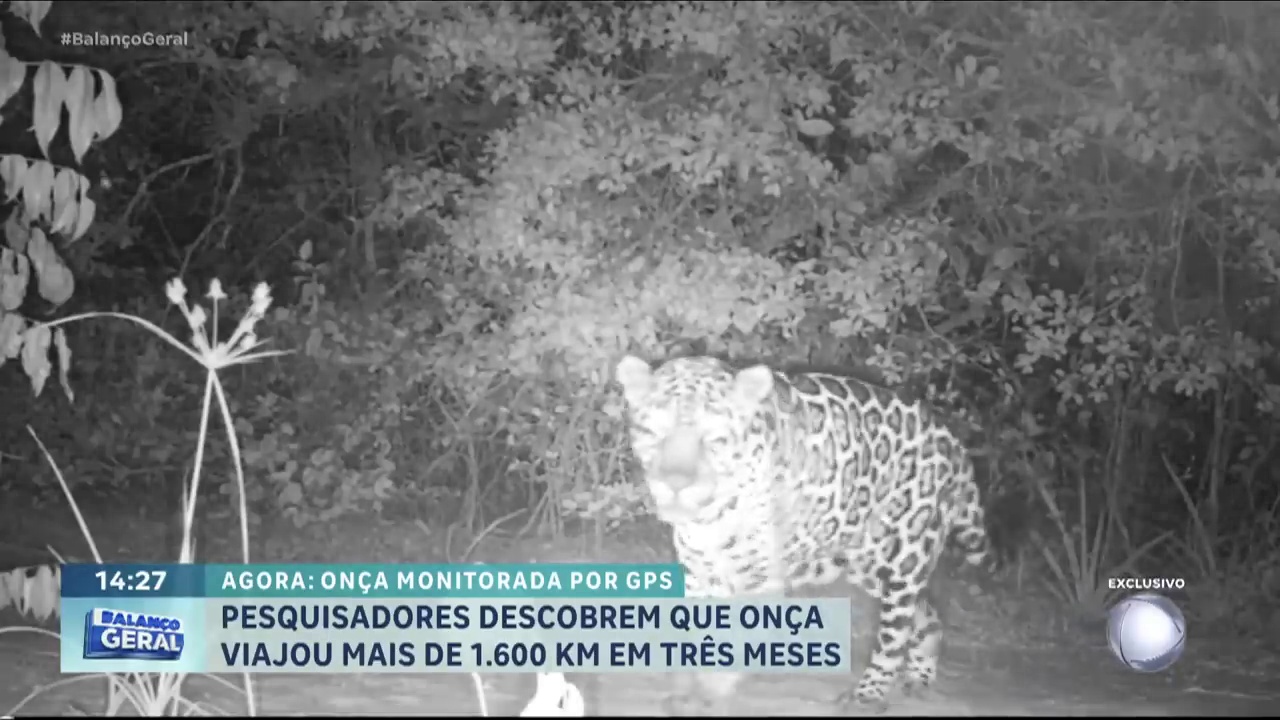 #BalançoGeral
14:27
AGORA: ONÇA MONITORADA POR GPS
BALANÇO
GERAL
PESQUISADORES DESCOBREM QUE ONÇA
VIAJOU MAIS DE 1.600 KM EM TRÊS MESES
EXCLUSIVO